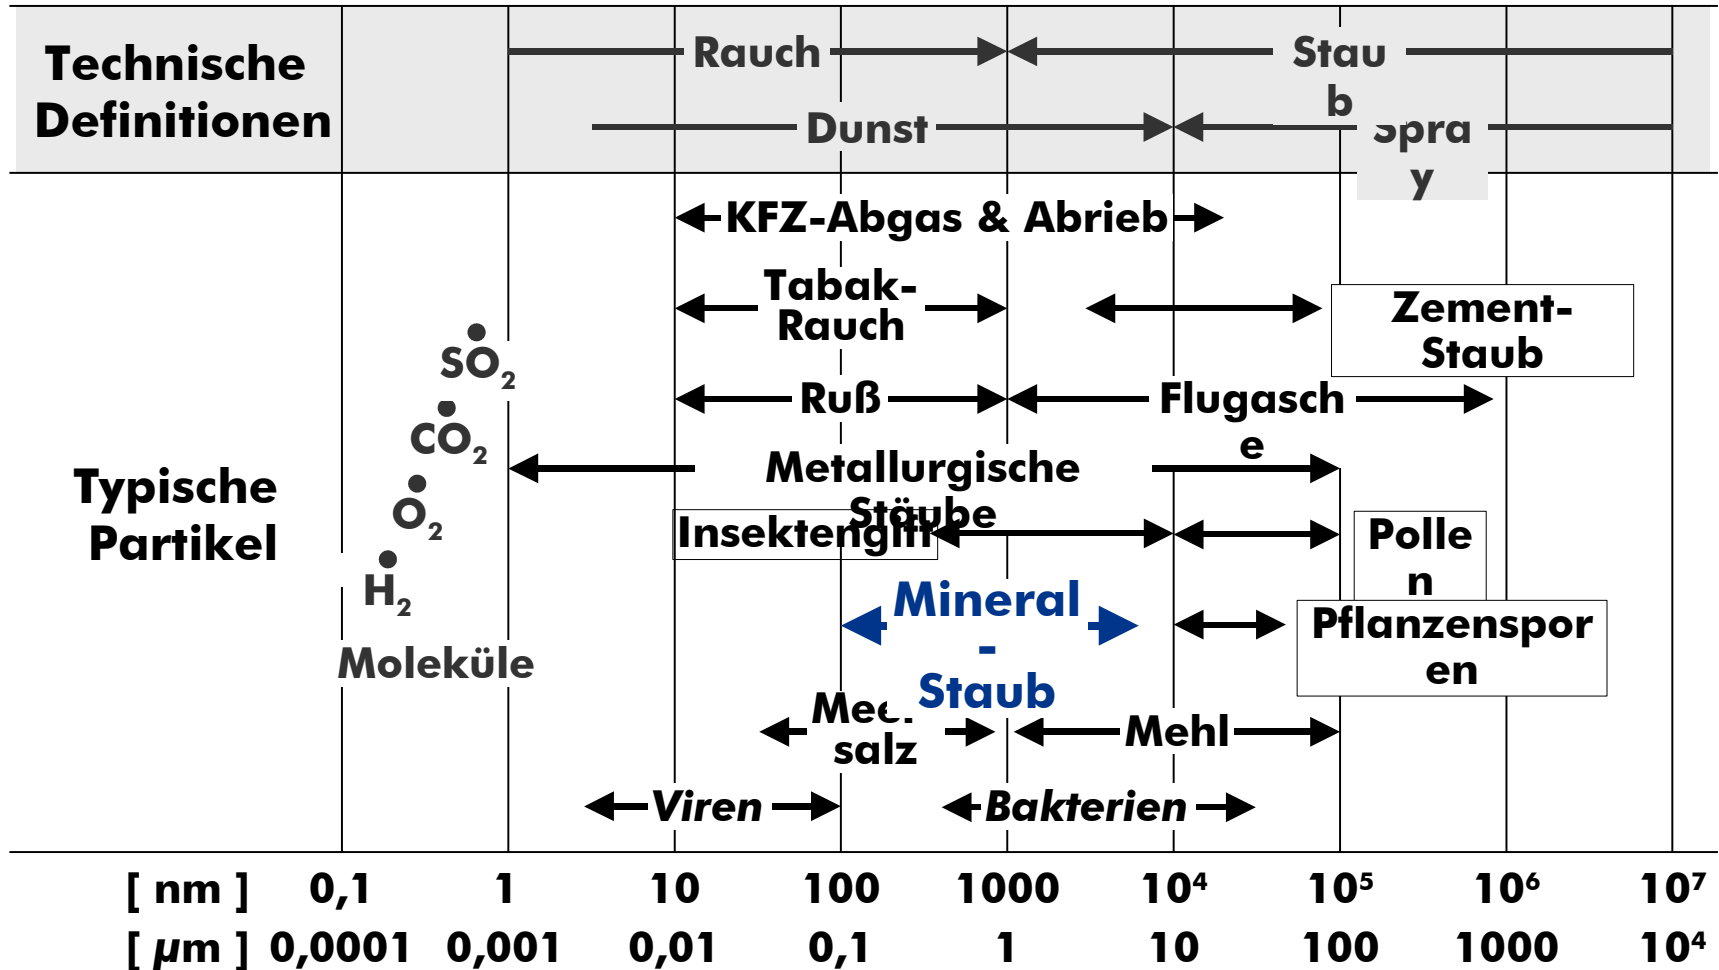 Technische
Definitionen
Rauch
Stau
b
Dunst
Spra
y
KFZ-Abgas & Abrieb
Tabak-
Rauch
Zement-
Staub
SO₂
Ruß
Flugasch
e
CO₂
Metallurgische
Stäube
Typische
Partikel
O₂
Insektengift
Polle
n
H₂
Mineral
-
Staub
Pflanzenspor
en
Moleküle
Meer
salz
Mehl
Viren
Bakterien
[ nm ] 0,1 1 10 100 1000 10⁴ 10⁵ 10⁶ 10⁷
[ µm ] 0,0001 0,001 0,01 0,1 1 10 100 1000 10⁴